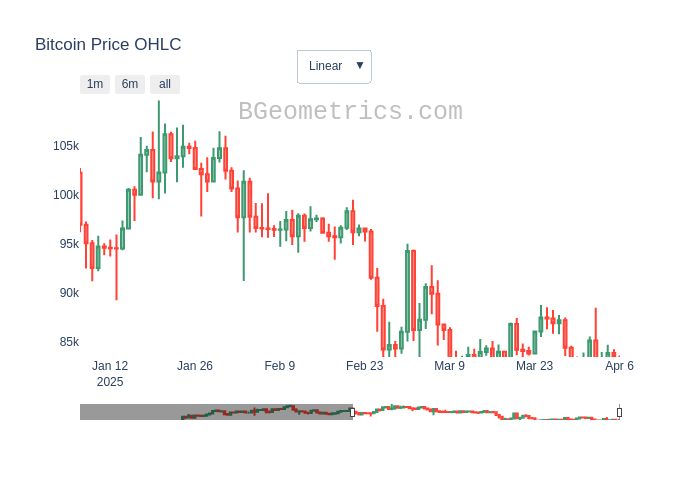 Bitcoin Price OHLC
Linear ▼
1m 6m all
BGeometrics.com
105k
100k
95k
90k
85k
Jan 12 Jan 26 Feb 9 Feb 23 Mar 9 Mar 23 Apr 6
2025